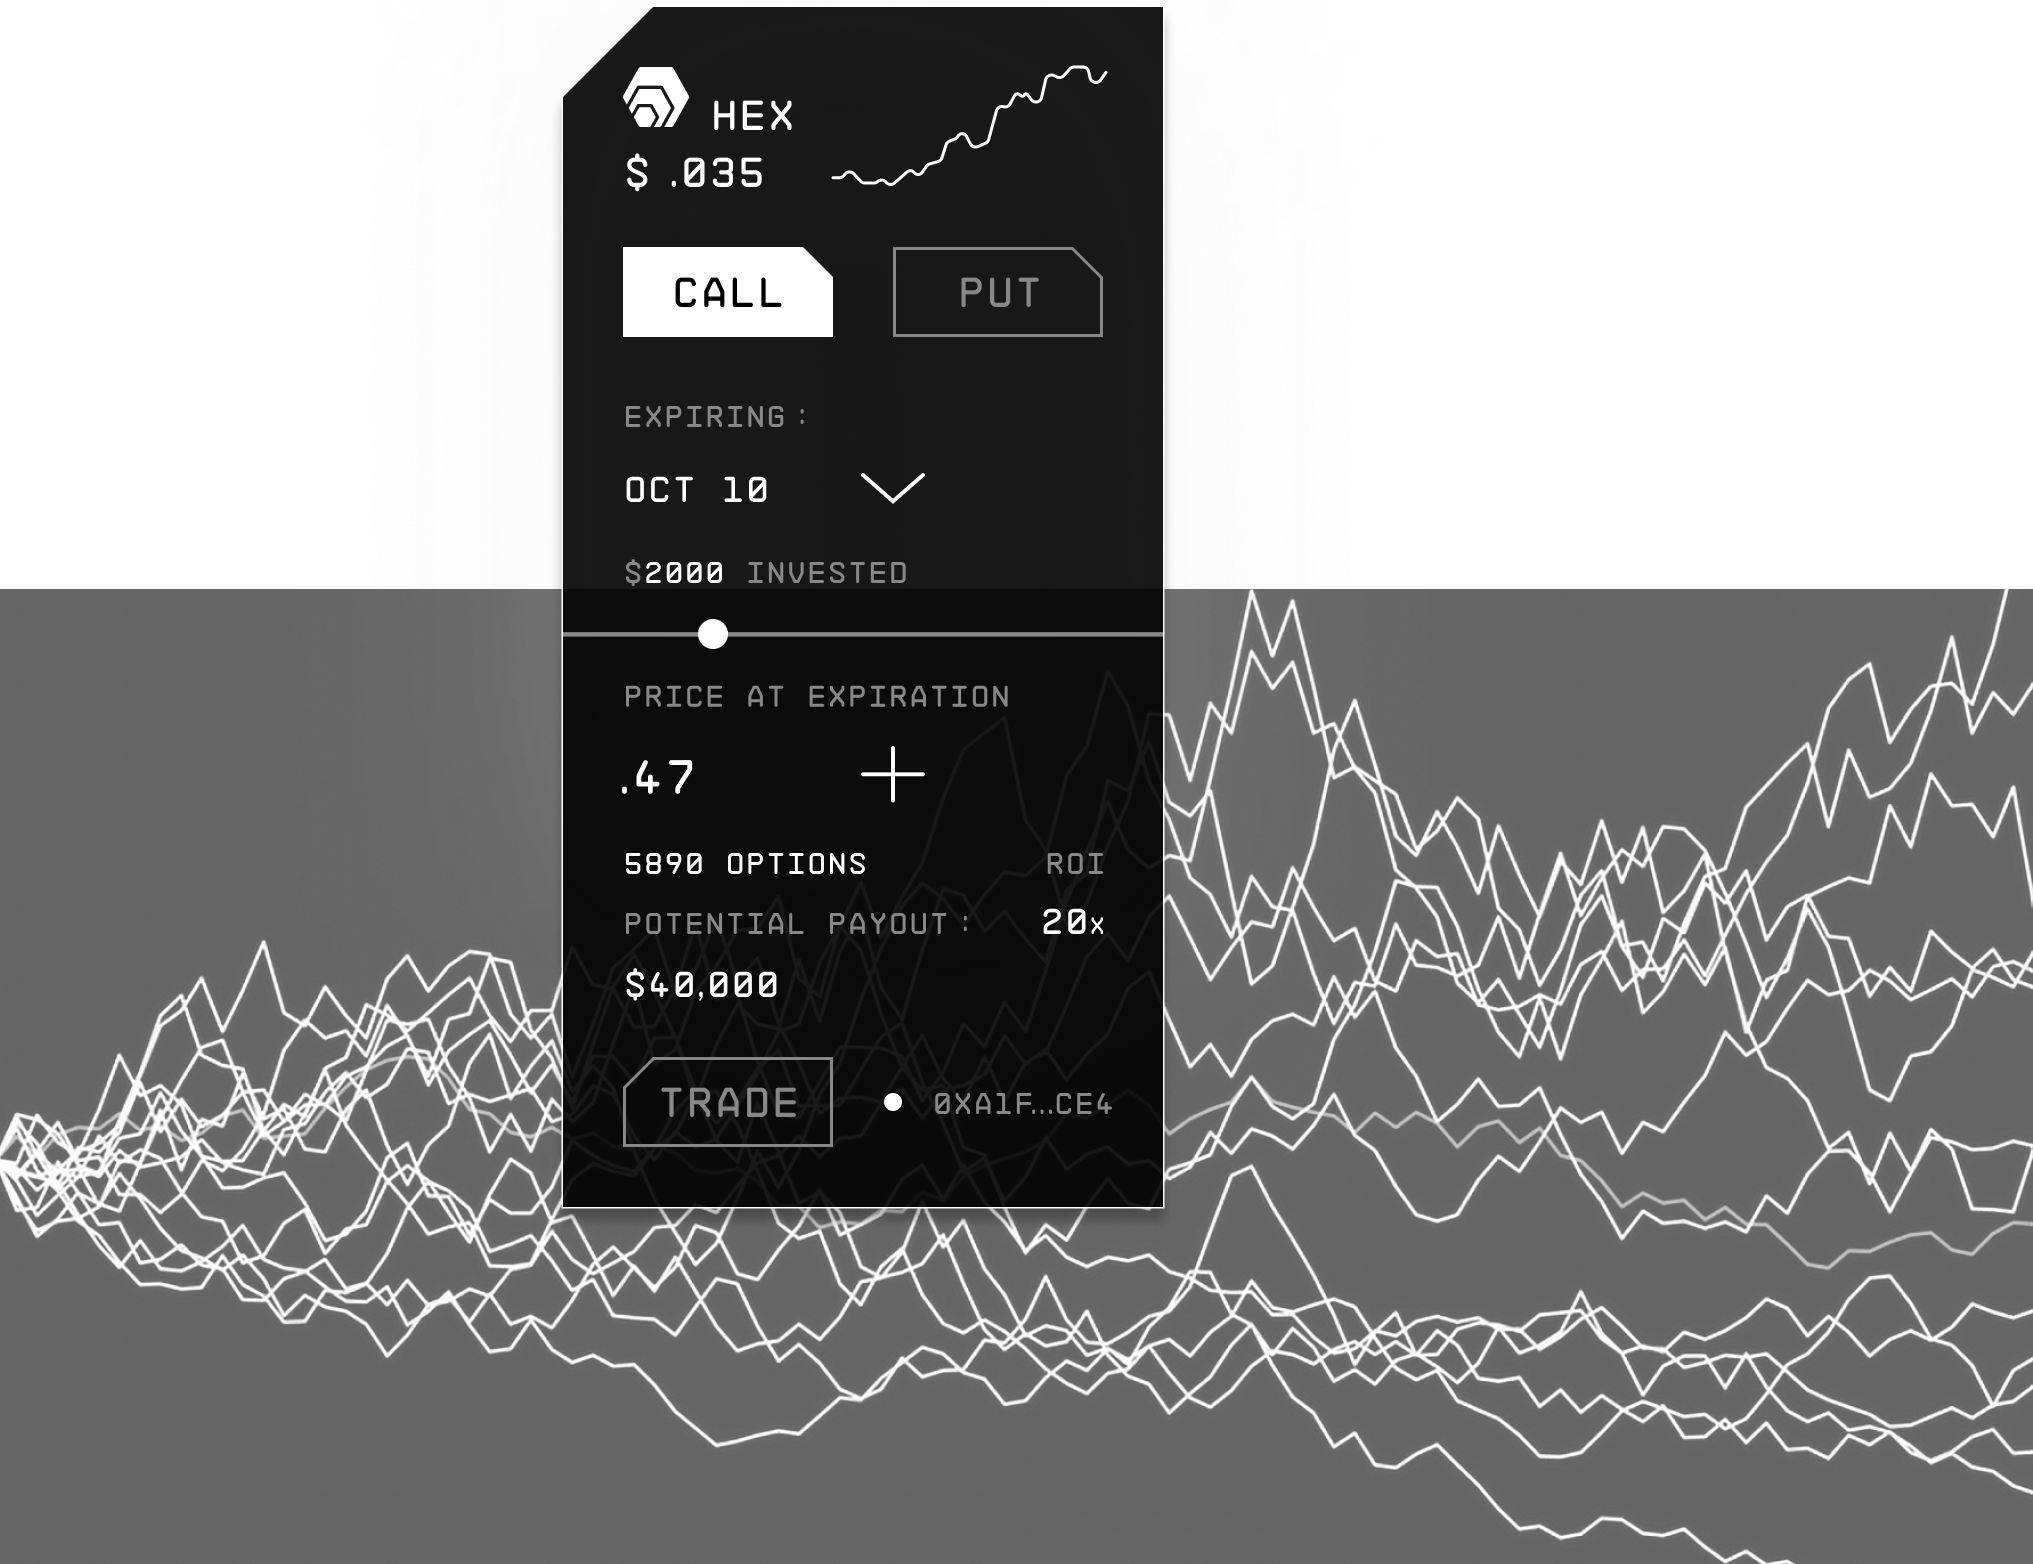 HEX
$ .035
CALL
PUT
EXPIRING:
OCT 10
$2000 INVESTED
PRICE AT EXPIRATION
.47
5890 OPTIONS
ROI
POTENTIAL PAYOUT:
20x
$40,000
TRADE
0XA1F...CE4